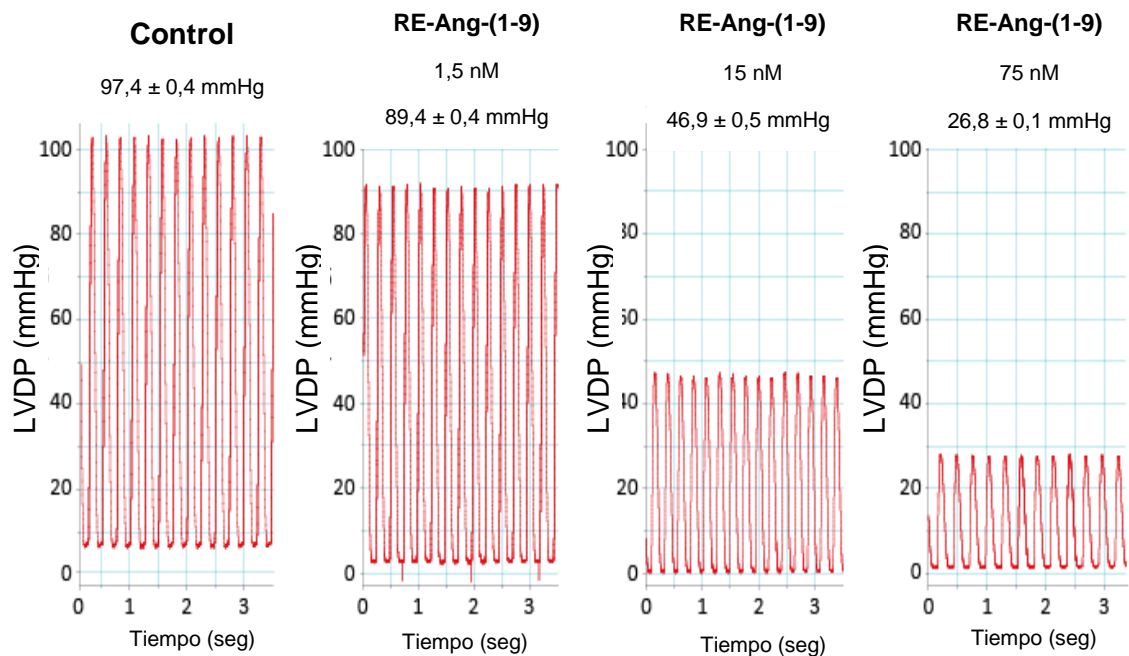 Control
97,4 ± 0,4 mmHg
LVDP (mmHg)
100
80
60
40
20
0
0 1 2 3
Tiempo (seg)
RE-Ang-(1-9)
1,5 nM
89,4 ± 0,4 mmHg
LVDP (mmHg)
100
80
60
40
20
0
0 1 2 3
Tiempo (seg)
RE-Ang-(1-9)
15 nM
46,9 ± 0,5 mmHg
LVDP (mmHg)
100
80
60
40
20
0
0 1 2 3
Tiempo (seg)
RE-Ang-(1-9)
75 nM
26,8 ± 0,1 mmHg
LVDP (mmHg)
100
80
60
40
20
0
0 1 2 3
Tiempo (seg)